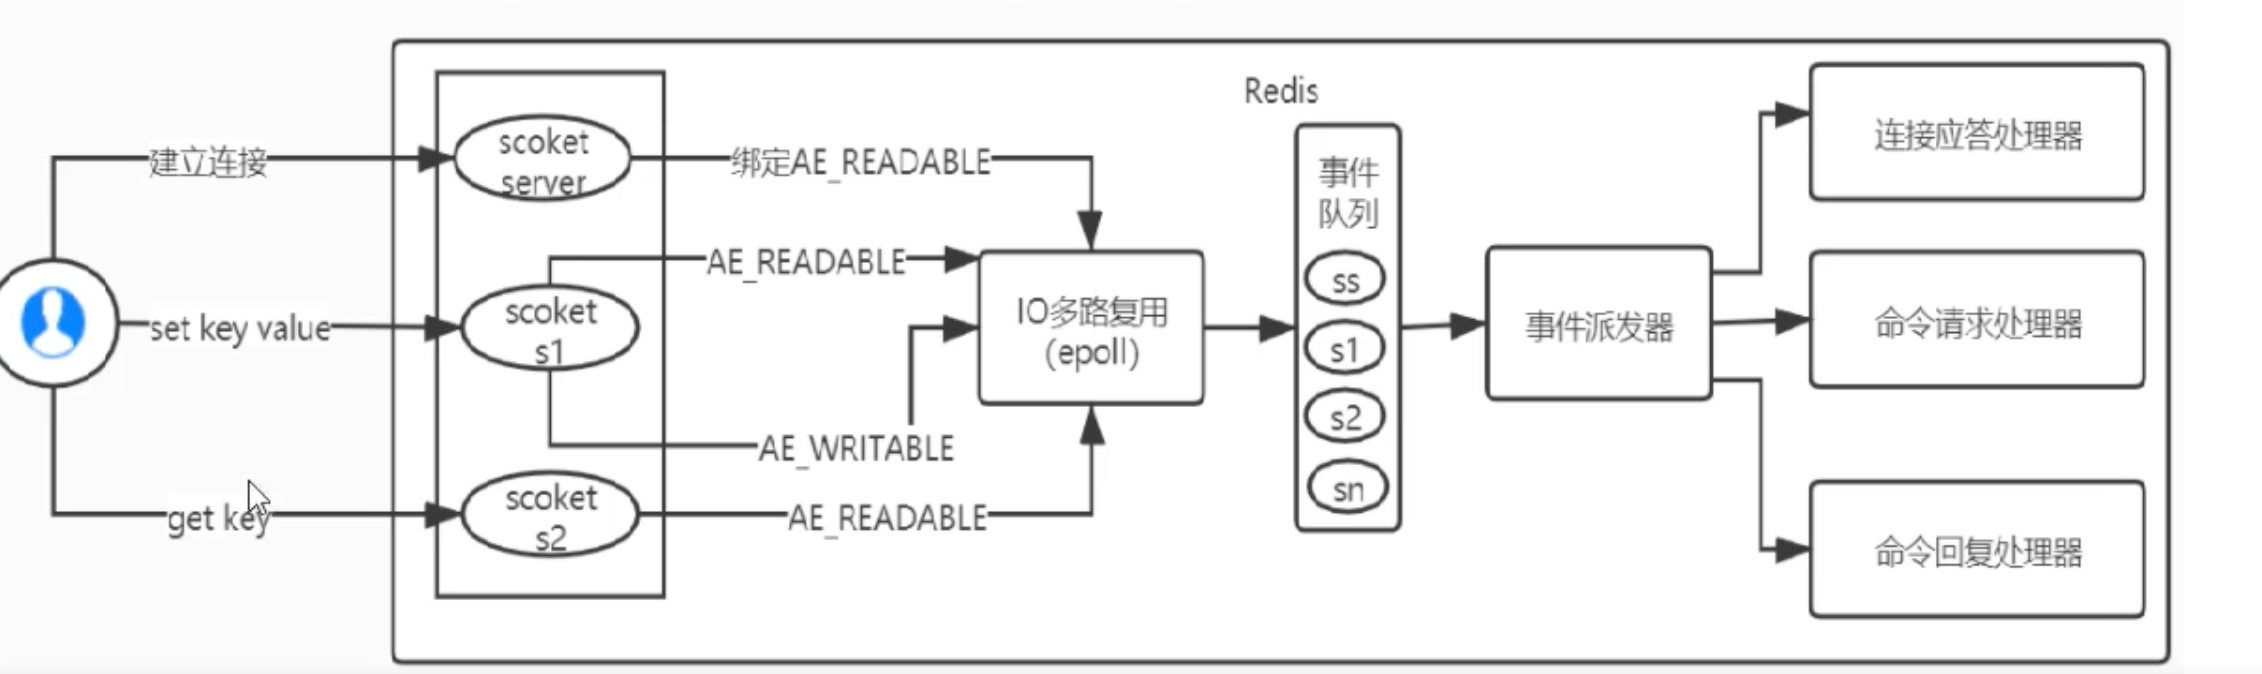 Redis
建立连接
scoket
server
绑定AE_READABLE
set key value
scoket
s1
AE_READABLE
AE_WRITABLE
get key
scoket
s2
AE_READABLE
IO多路复用
(epoll)
事件
队列
ss
s1
s2
sn
事件派发器
连接应答处理器
命令请求处理器
命令回复处理器